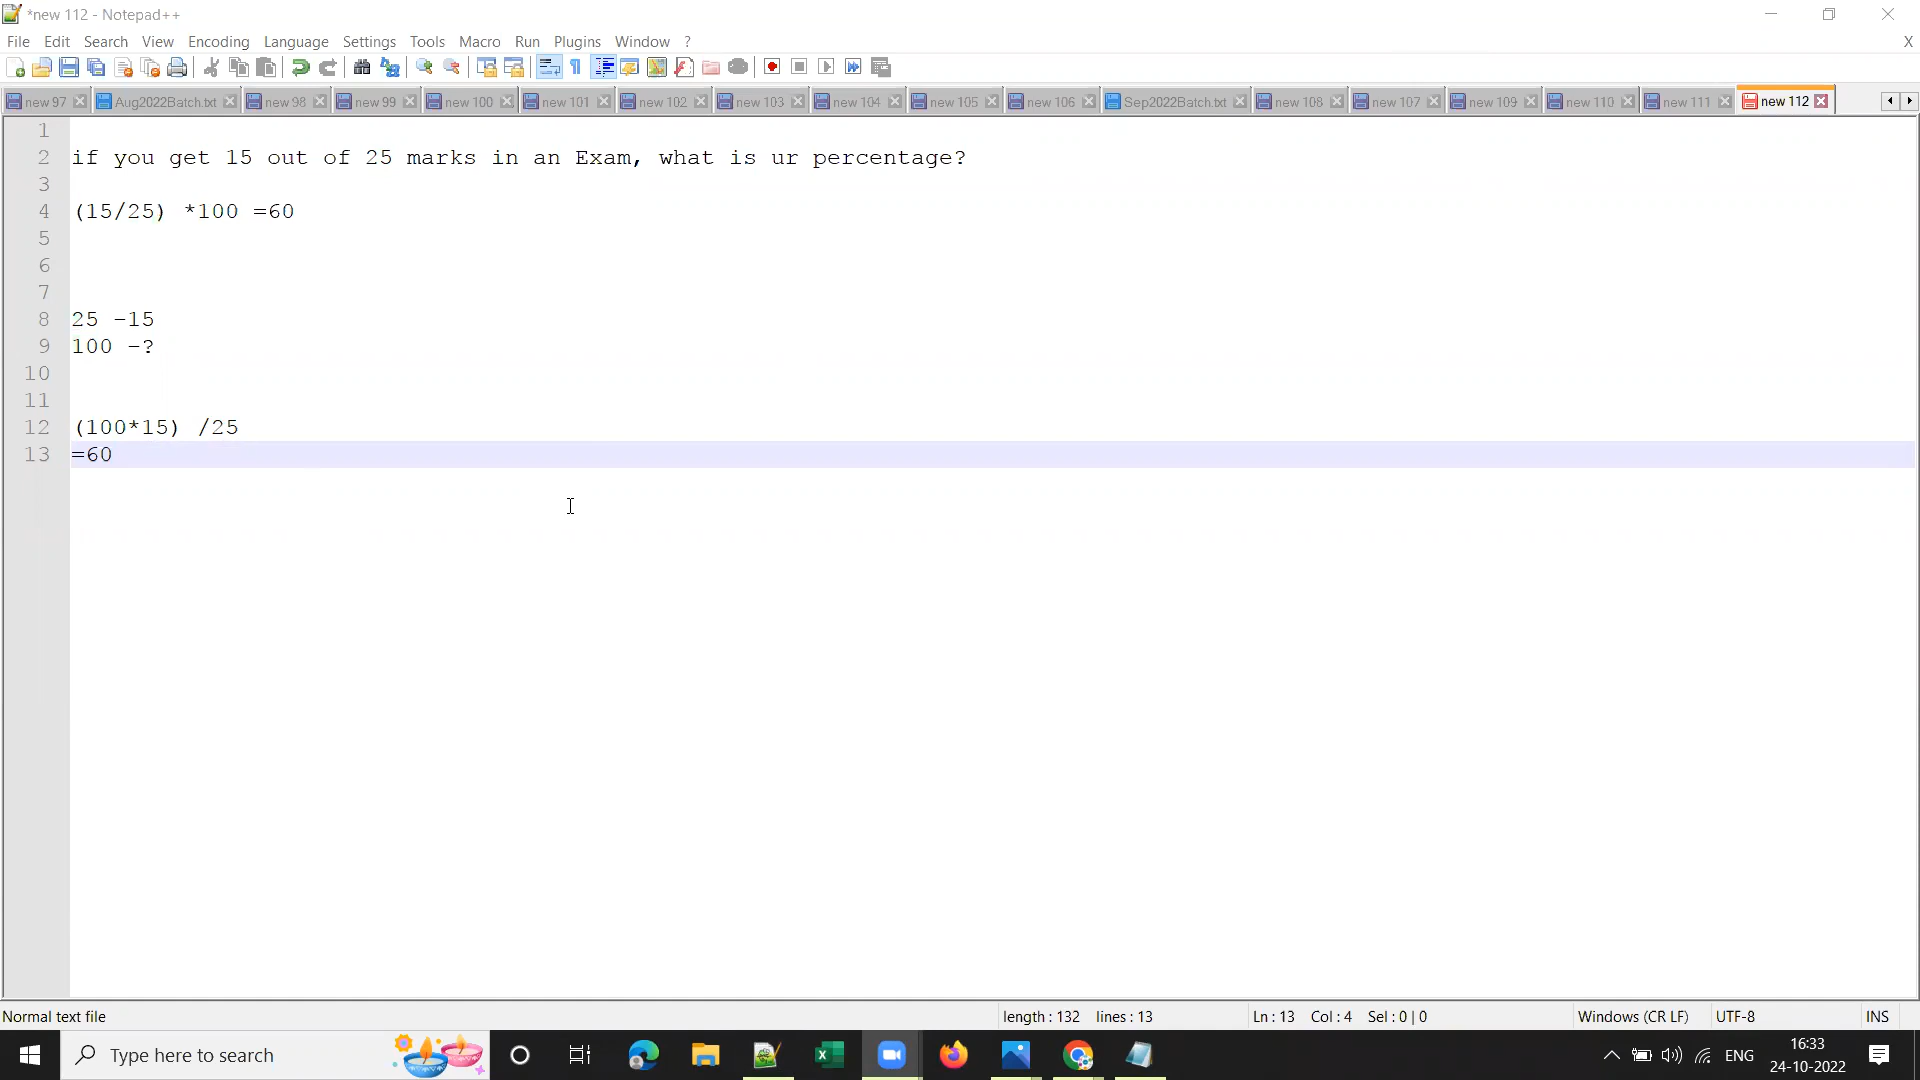 *new 112 - Notepad++
File Edit Search View Encoding Language Settings Tools Macro Run Plugins Window ? X
new 97 Aug2022Batch.txt new 98 new 99 new 100 new 101 new 102 new 103 new 104 new 105 new 106 Sep2022Batch.txt new 108 new 107 new 109 new 110 new 111 new 112
1
2 if you get 15 out of 25 marks in an Exam, what is ur percentage?
3
4 (15/25) *100 =60
5
6
7
8 25 -15
9 100 -?
10
11
12 (100*15) /25
13 =60
Normal text file length : 132 lines : 13 Ln : 13 Col : 4 Sel : 0 | 0 Windows (CR LF) UTF-8 INS
Type here to search ENG 16:33
24-10-2022